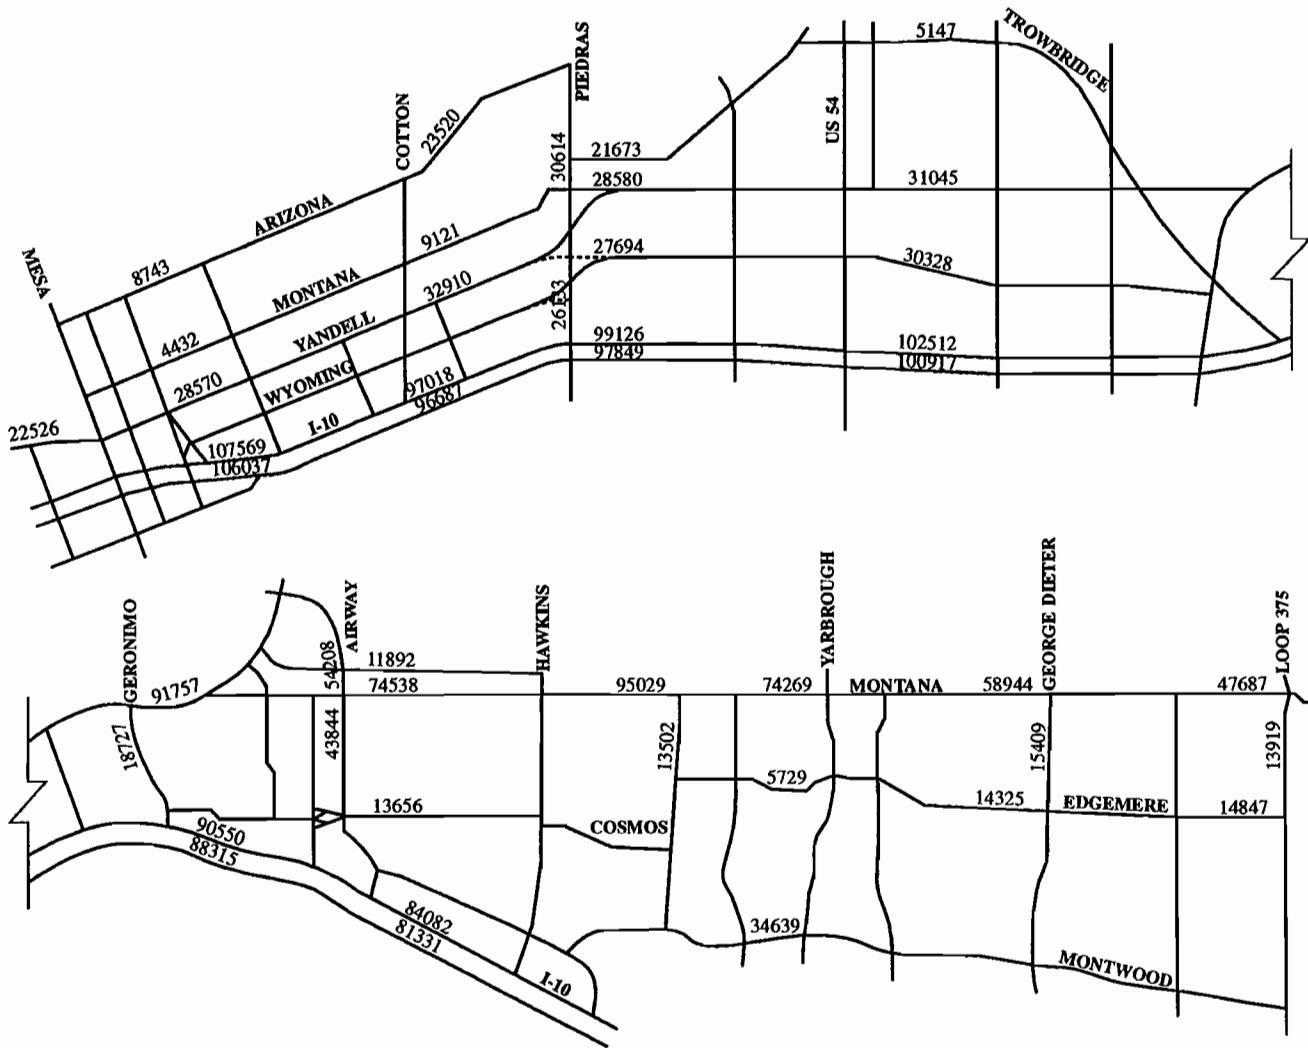 TROWBRIDGE
5147
PIEDRAS
US 54
COTTON
23520
30614
21673
28580
31045
ARIZONA
9121
27694
30328
MESA
8743
MONTANA
32910
26133
4432
YANDELL
99126
97849
102512
100917
28570
WYOMING
97018
96687
22526
I-10
107569
106037
GERONIMO
AIRWAY
HAWKINS
YARBROUGH
GEORGE DIETER
LOOP 375
91757
54208
11892
74538
95029
74269
MONTANA
58944
47687
18727
43844
13502
15409
13919
5729
13656
14325
EDGEMERE
14847
90550
88315
COSMOS
84082
81331
34639
I-10
MONTWOOD